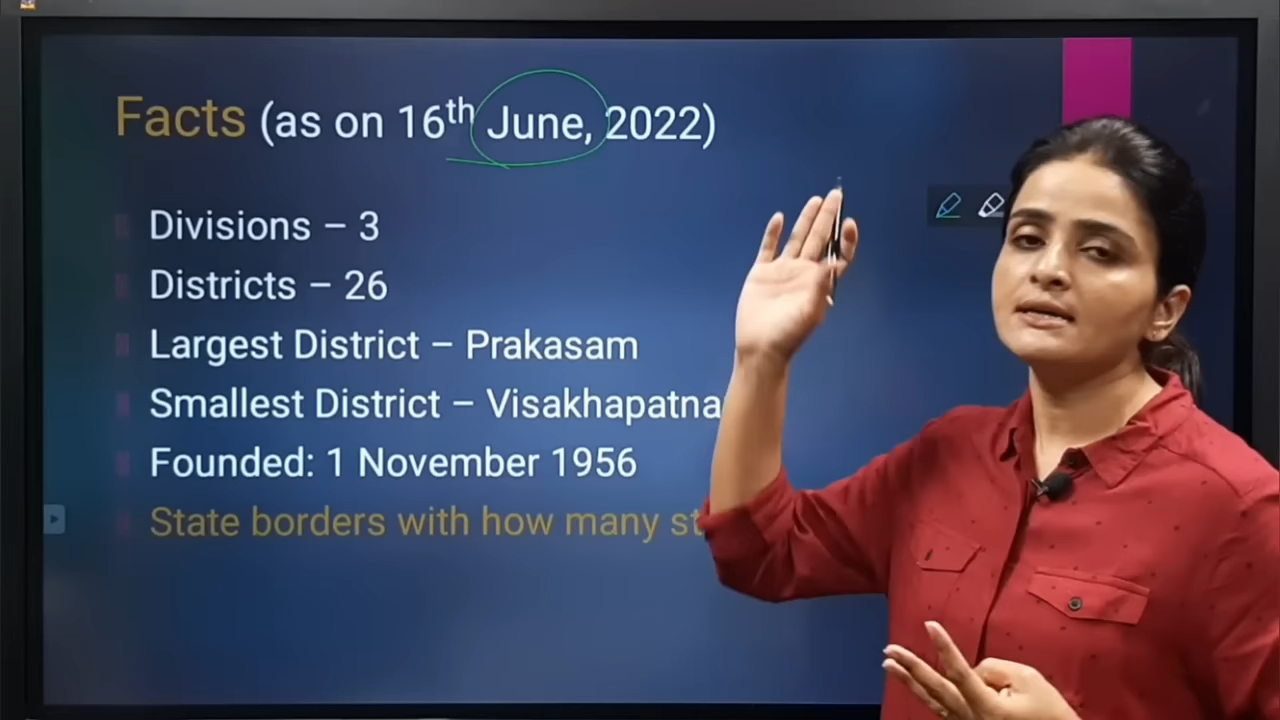 Facts (as on 16th June, 2022)
Divisions – 3
Districts – 26
Largest District – Prakasam
Smallest District – Visakhapatna
Founded: 1 November 1956
State borders with how many st